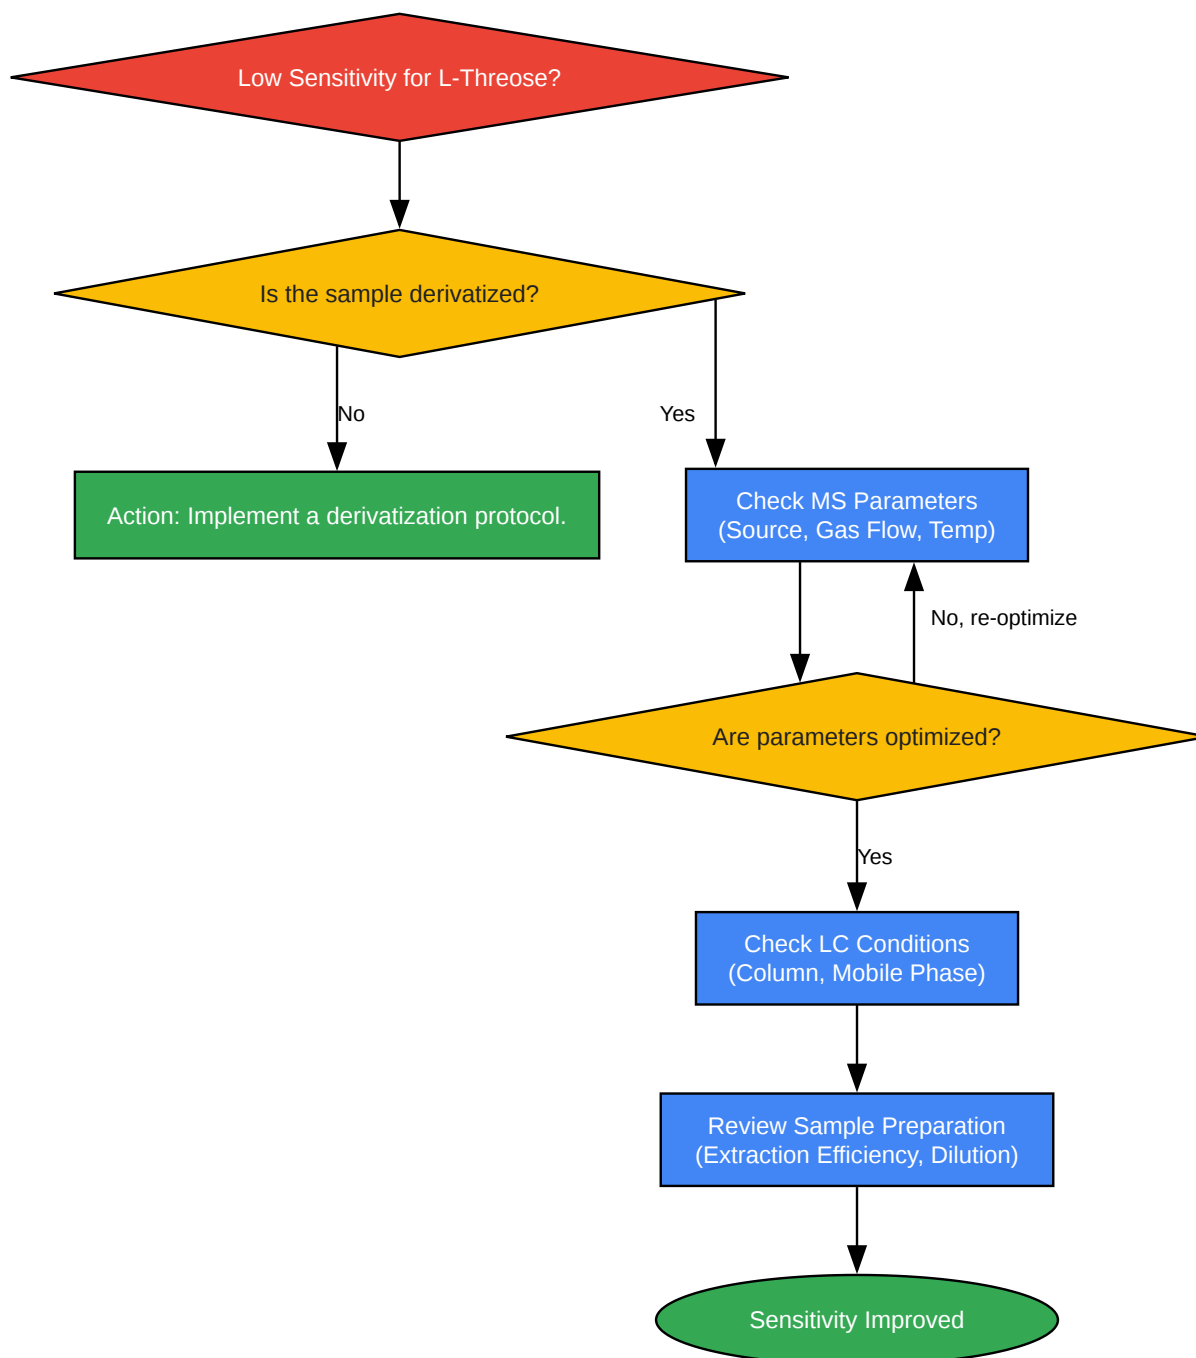 Low Sensitivity for L-Threose?
Is the sample derivatized?
No
Yes
Action: Implement a derivatization protocol.
Check MS Parameters
(Source, Gas Flow, Temp)
No, re-optimize
Are parameters optimized?
Yes
Check LC Conditions
(Column, Mobile Phase)
Review Sample Preparation
(Extraction Efficiency, Dilution)
Sensitivity Improved